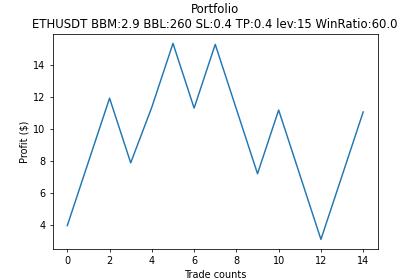 Portfolio
ETHUSDT BBM:2.9 BBL:260 SL:0.4 TP:0.4 lev:15 WinRatio:60.0
14
12
10
8
6
4
Profit ($)
0 2 4 6 8 10 12 14
Trade counts